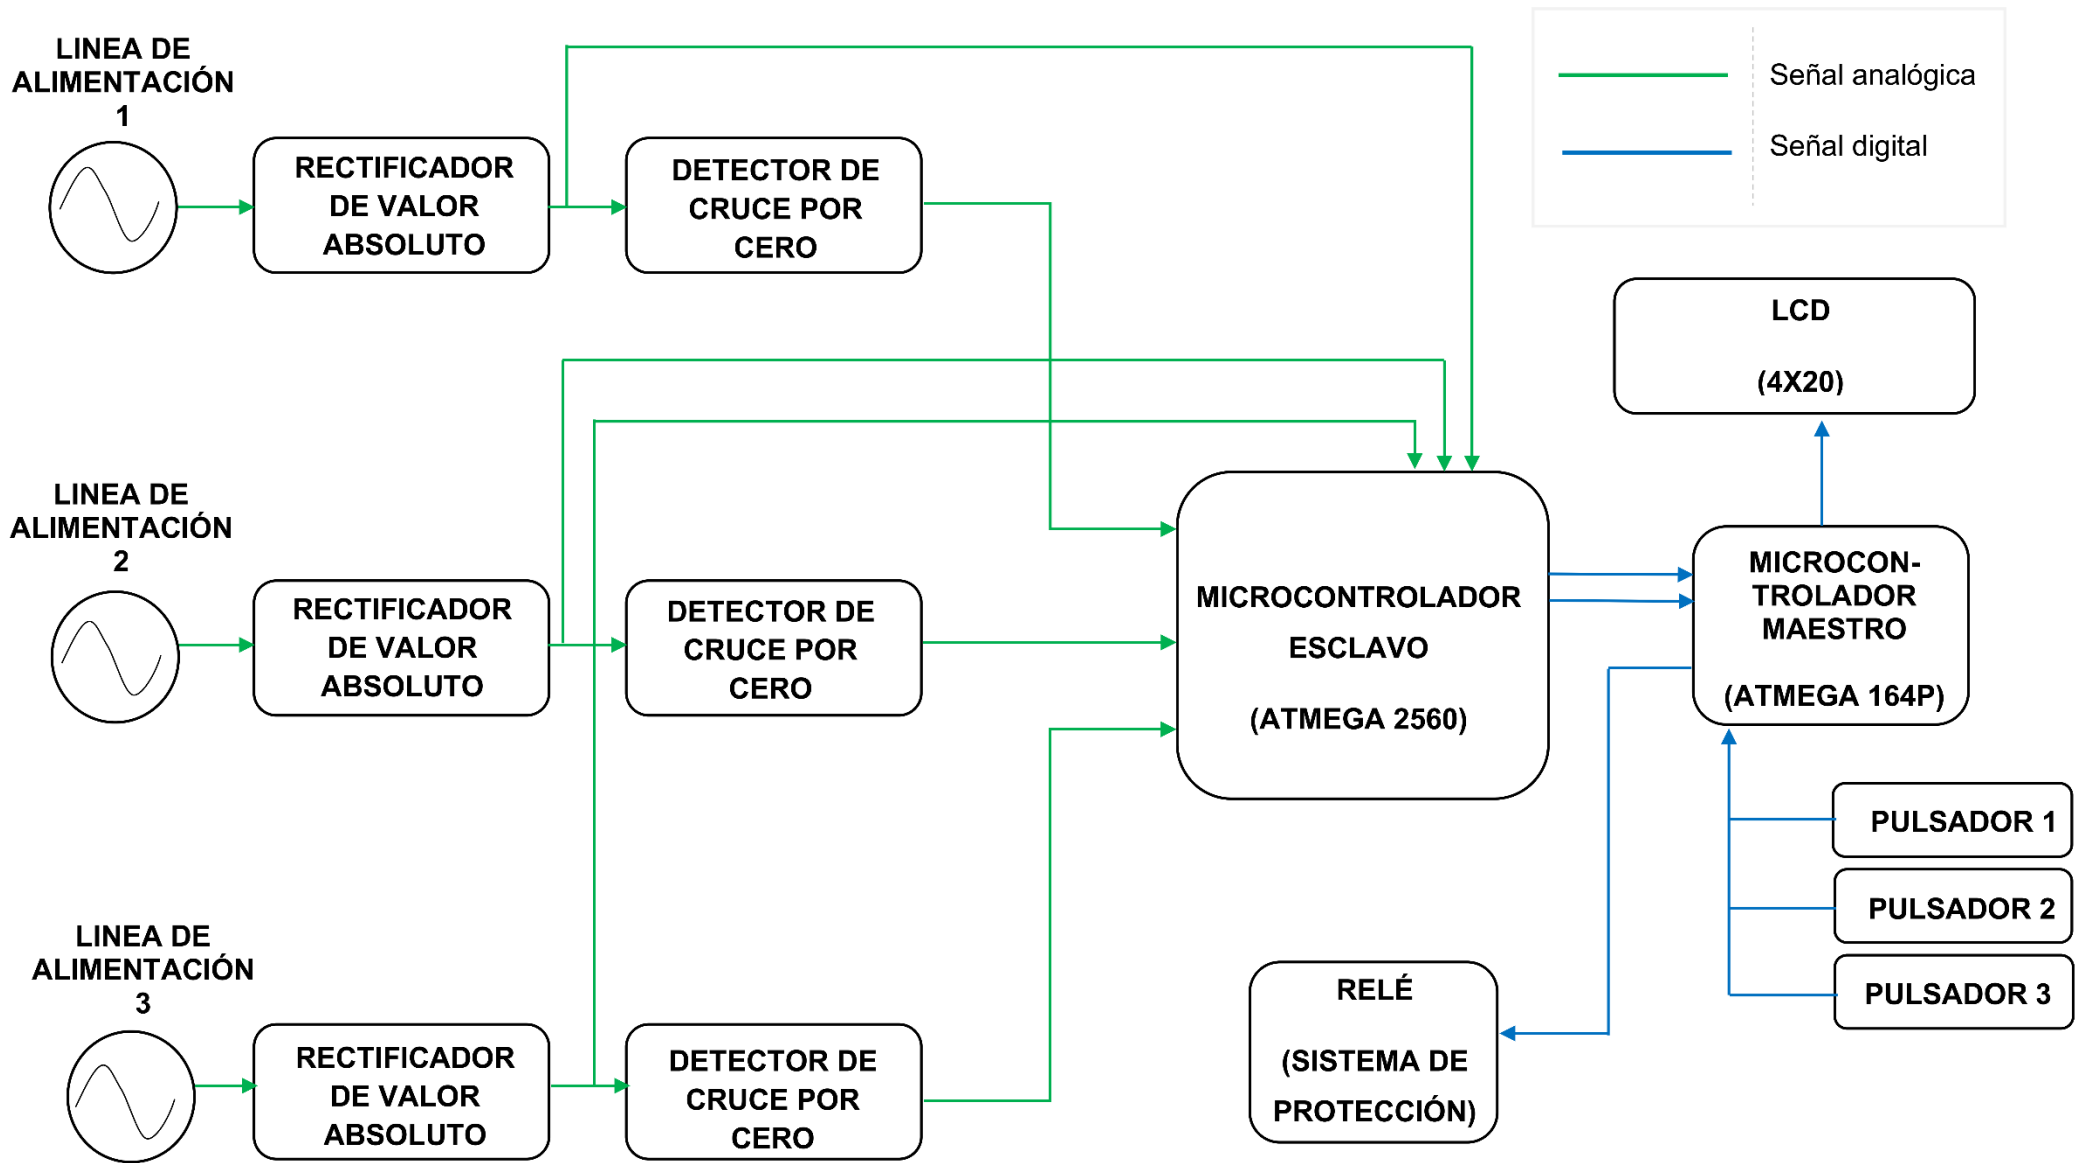 LINEA DE
ALIMENTACIÓN
1
RECTIFICADOR
DE VALOR
ABSOLUTO
DETECTOR DE
CRUCE POR
CERO
Señal analógica
Señal digital
LCD
(4X20)
LINEA DE
ALIMENTACIÓN
2
RECTIFICADOR
DE VALOR
ABSOLUTO
DETECTOR DE
CRUCE POR
CERO
MICROCONTROLADOR
ESCLAVO
(ATMEGA 2560)
MICROCON-
TROLADOR
MAESTRO
(ATMEGA 164P)
PULSADOR 1
PULSADOR 2
PULSADOR 3
LINEA DE
ALIMENTACIÓN
3
RECTIFICADOR
DE VALOR
ABSOLUTO
DETECTOR DE
CRUCE POR
CERO
RELÉ
(SISTEMA DE
PROTECCIÓN)